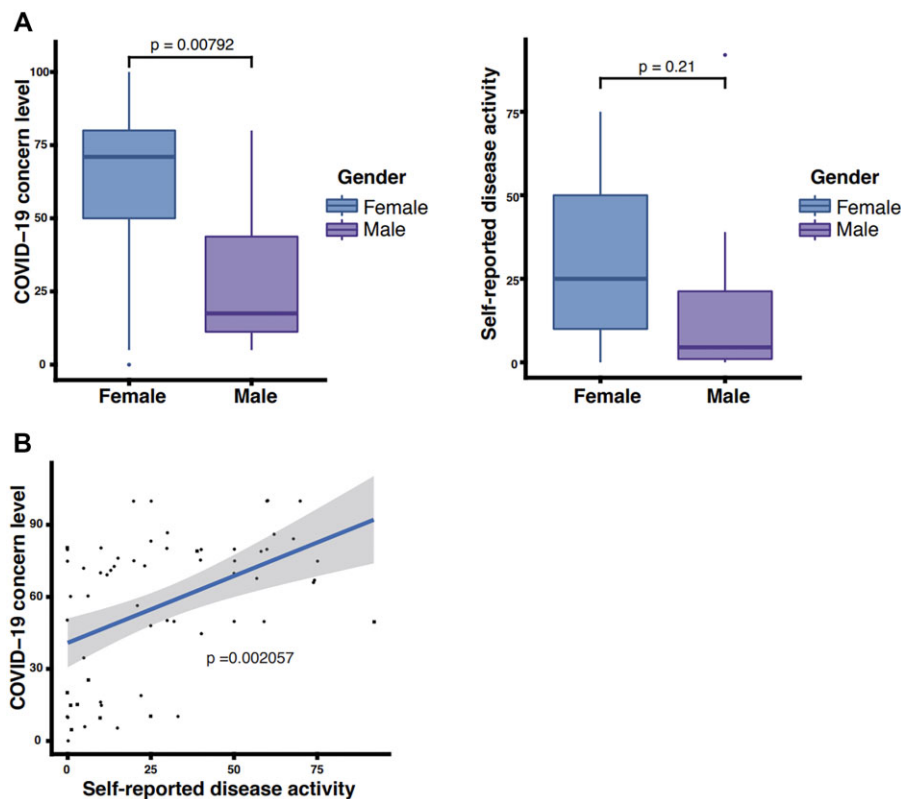 A
p = 0.00792
COVID–19 concern level
100
75
50
25
0
Female
Male
Gender
Female
Male
p = 0.21
Self-reported disease activity
75
50
25
0
Female
Male
Gender
Female
Male
B
COVID–19 concern level
90
60
30
0
p =0.002057
0
25
50
75
Self-reported disease activity